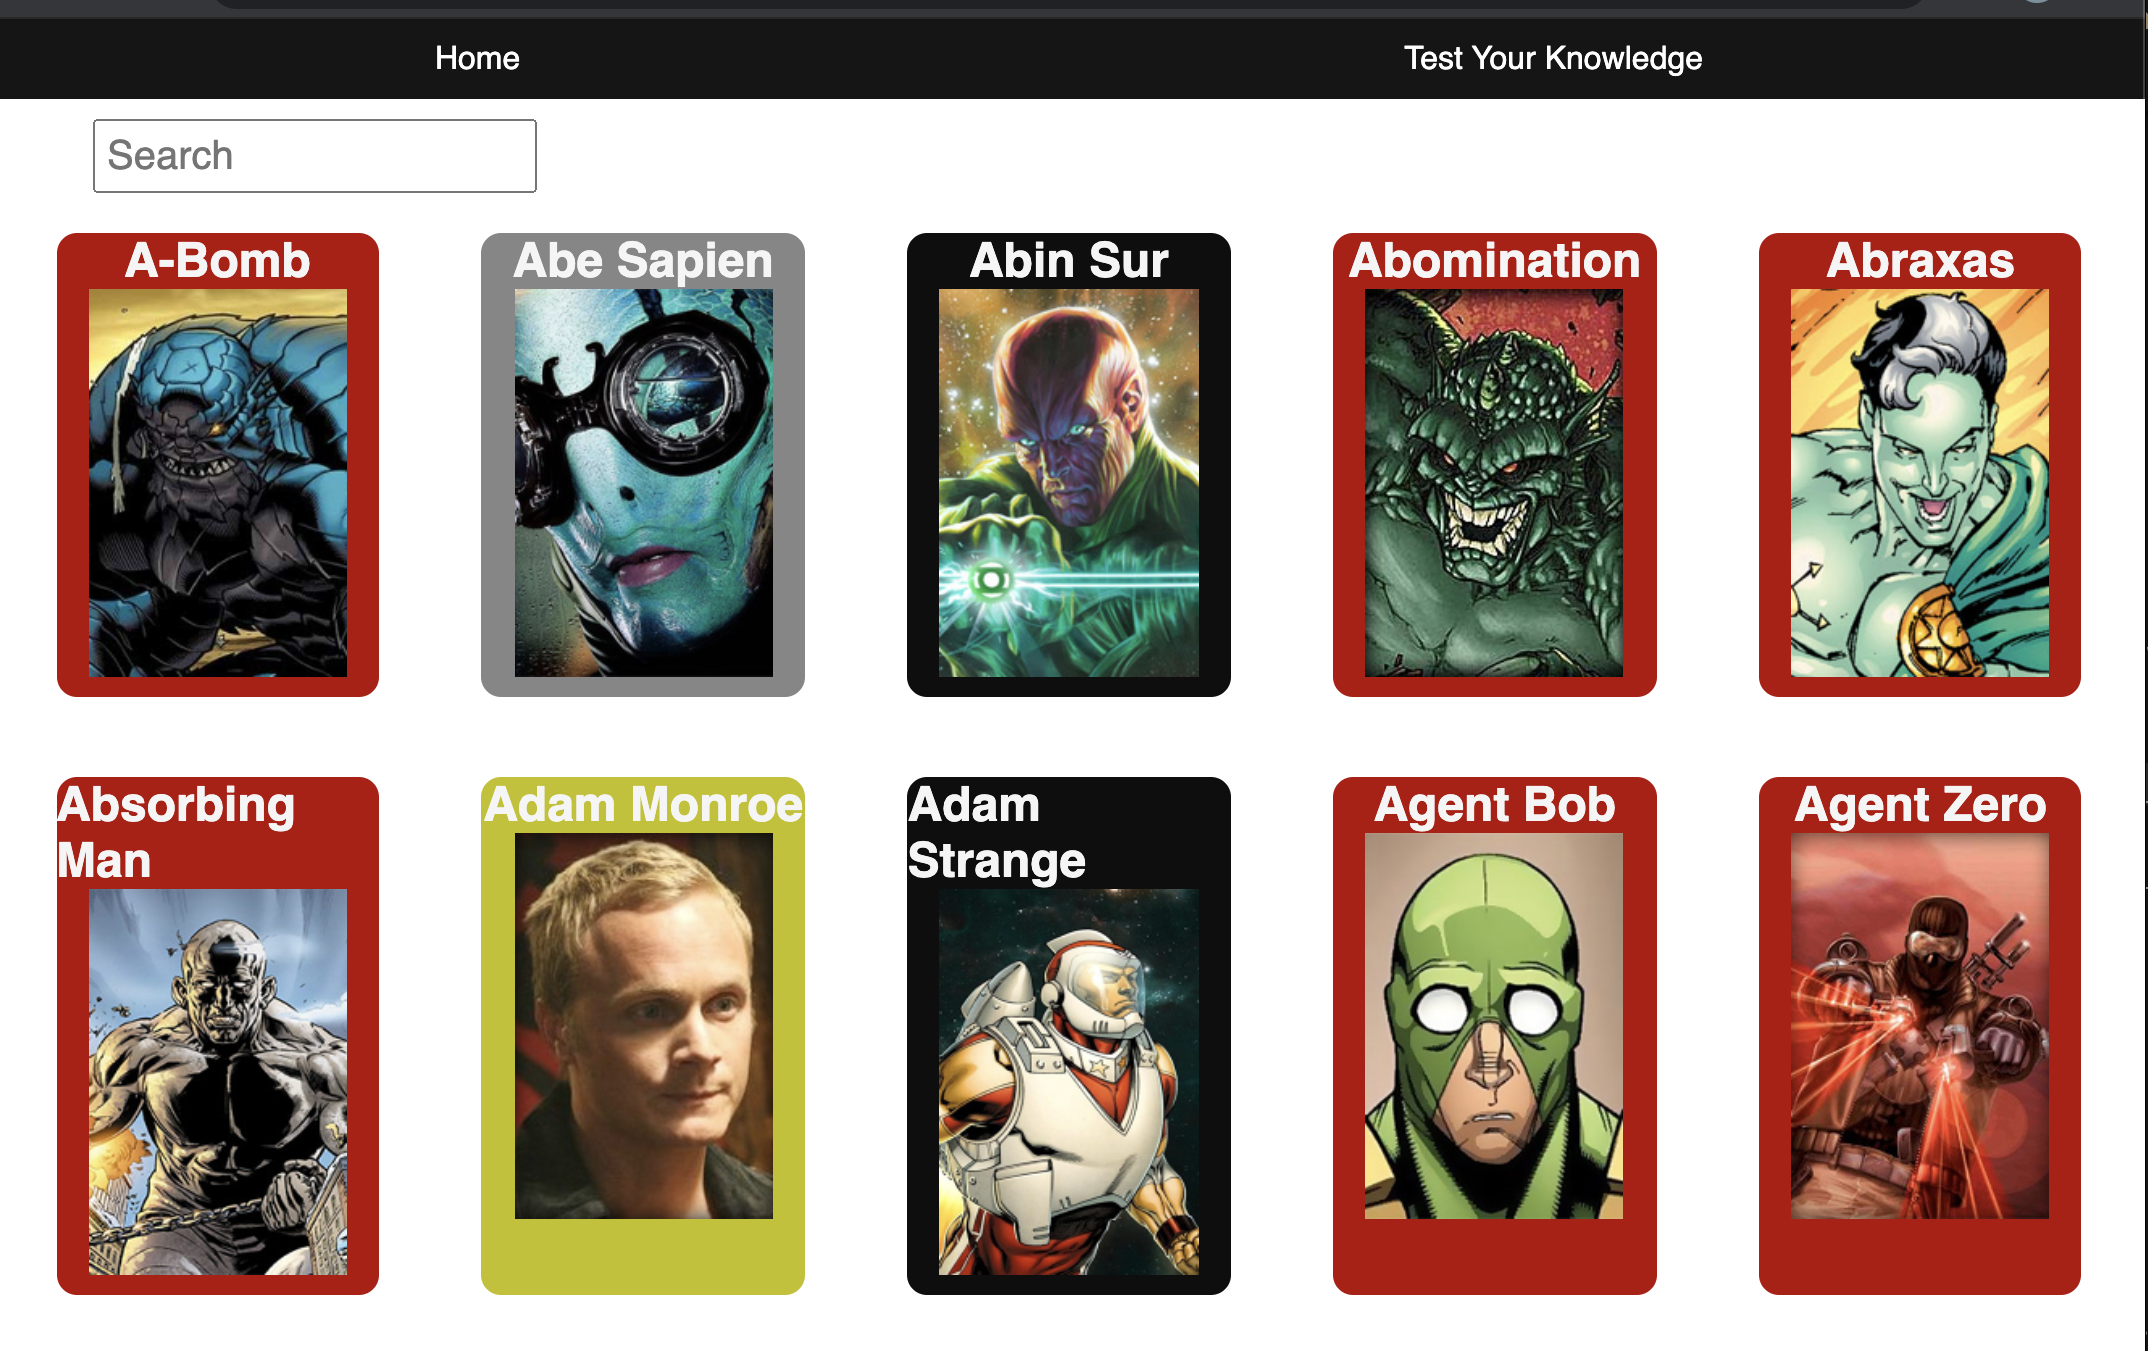 Home Test Your Knowledge
Search
A-Bomb
Abe Sapien
Abin Sur
Abomination
Abraxas
Absorbing
Man
Adam Monroe
Adam
Strange
Agent Bob
Agent Zero